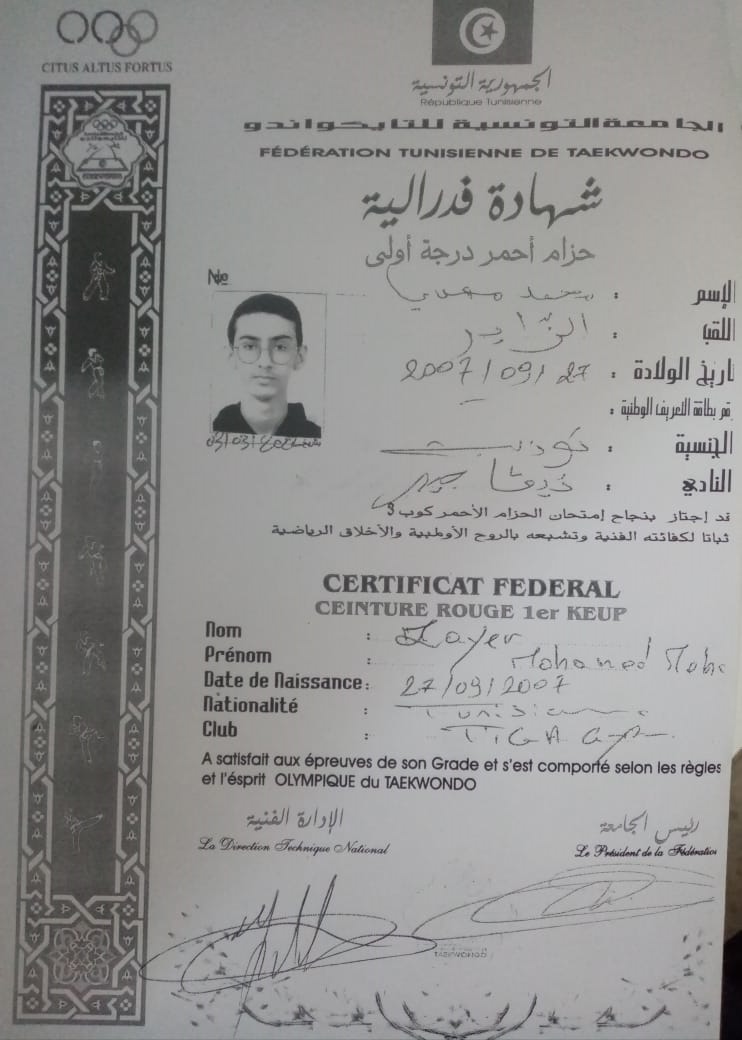 CITUS ALTUS FORTUS
الجمهورية التونسية
République Tunisienne
الجامعة التونسية للتايكواندو
FÉDÉRATION TUNISIENNE DE TAEKWONDO
شهادة فدرالية
حزام أحمر درجة أولى
No
الإسم : محمد مهدي
اللقب :
تاريخ الولادة : 2007/09/27
رقم بطاقة التعريف الوطنية :
الجنسية : تونسية
النادي :
قد إجتاز بنجاح إمتحان الحزام الأحمر كوب 3
ثباتا لكفائته الفنية وتشبعه بالروح الأوطبية والأخلاق الرياضية
CERTIFICAT FEDERAL
CEINTURE ROUGE 1er KEUP
Nom :
Prénom : Mohamed
Date de Naissance: 27/09/2007
Nationalité :
Club :
A satisfait aux épreuves de son Grade et s'est comporté selon les règles
et l'ésprit OLYMPIQUE du TAEKWONDO
الإدارة الفنية
La Direction Technique National
رئيس الجامعة
Le Président de la Fédération
TAEKWONDO